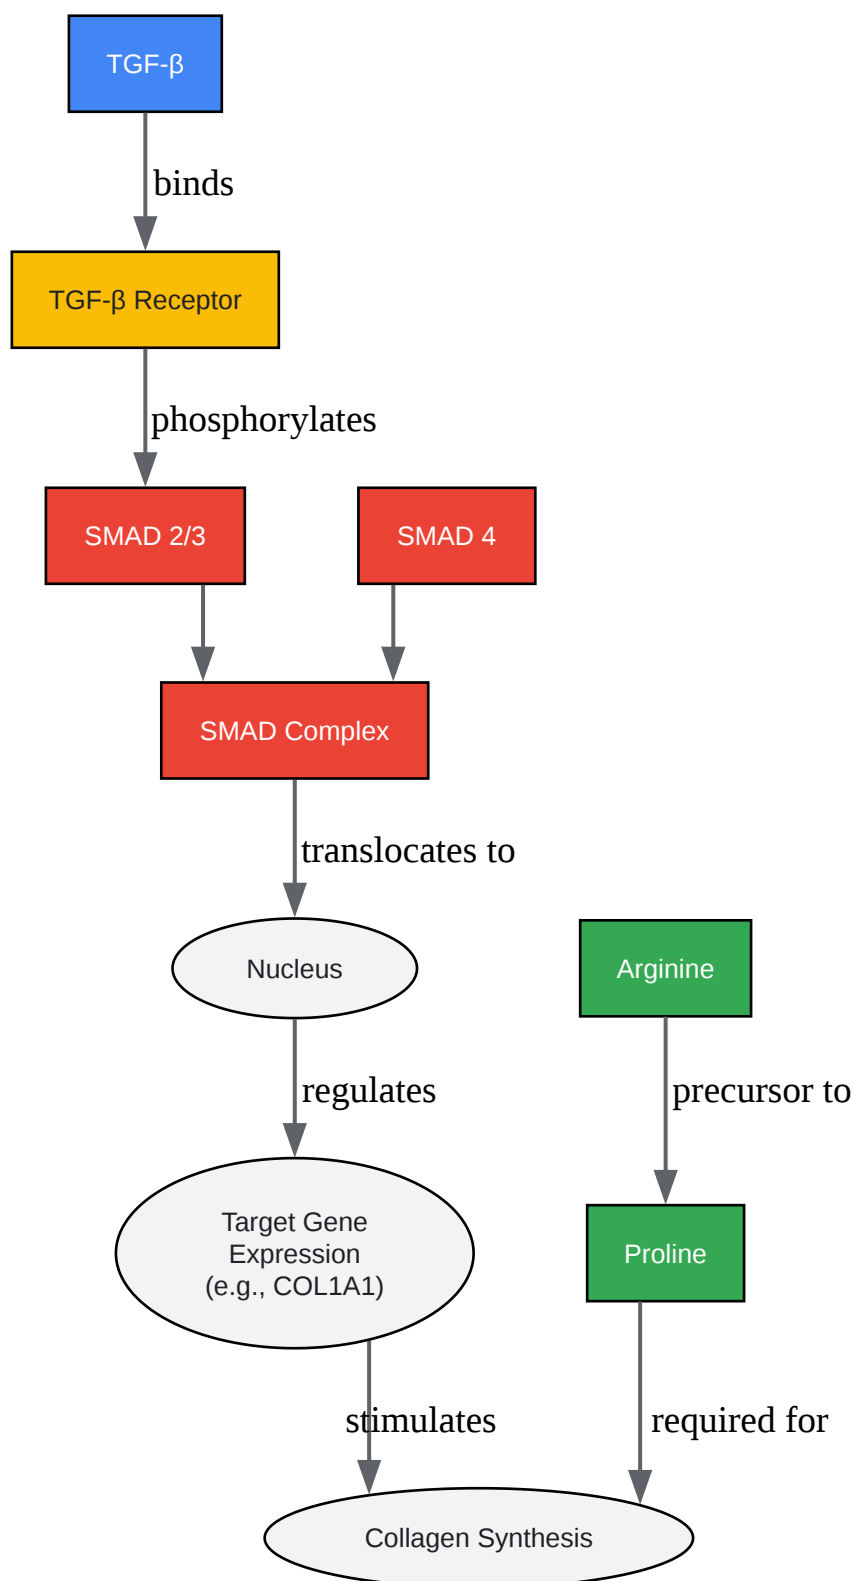 TGF-β
binds
TGF-β Receptor
phosphorylates
SMAD 2/3
SMAD 4
SMAD Complex
translocates to
Nucleus
Arginine
regulates
precursor to
Target Gene
Expression
(e.g., COL1A1)
Proline
stimulates
required for
Collagen Synthesis